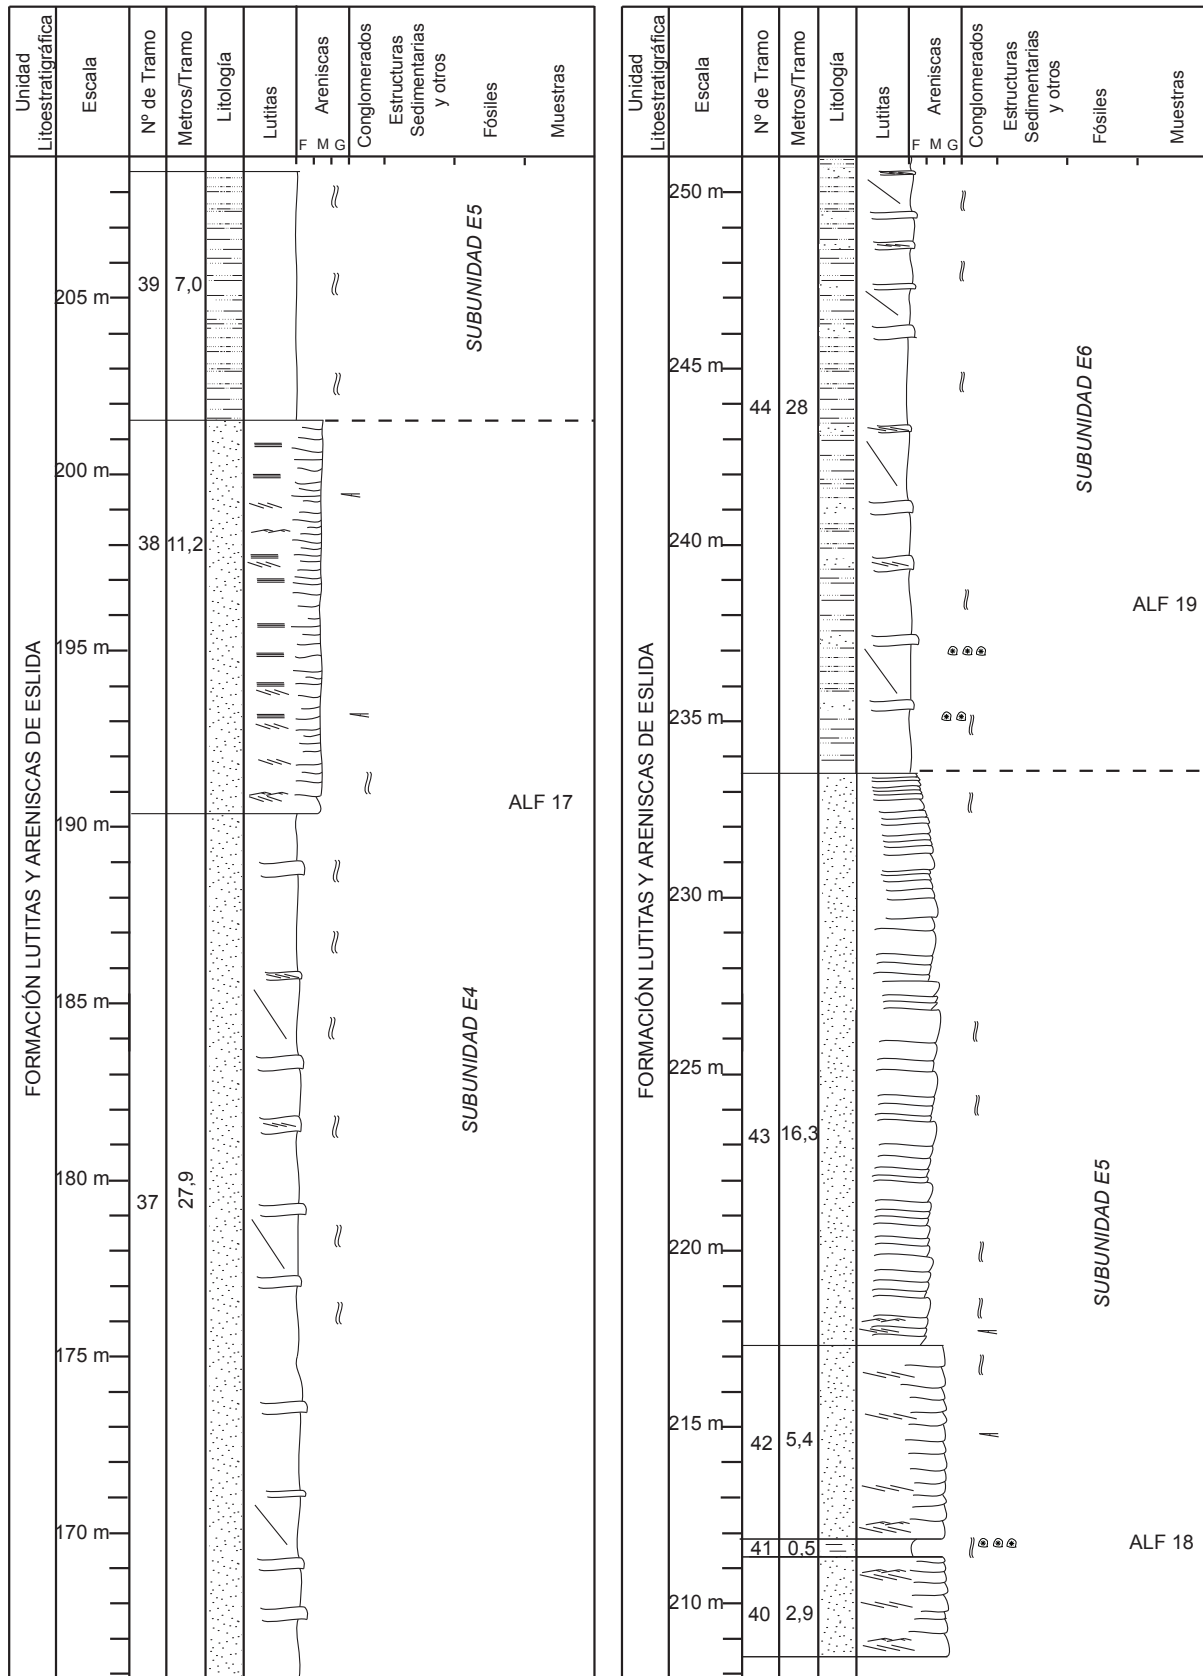 Unidad
Litoestratigráfica
Escala
Nº de Tramo
Metros/Tramo
Litología
Lutitas
Areniscas
F M G
Conglomerados
Estructuras
Sedimentarias
y otros
Fósiles
Muestras
FORMACIÓN LUTITAS Y ARENISCAS DE ESLIDA
205 m
200 m
195 m
190 m
185 m
180 m
175 m
170 m
39 7,0
38 11,2
37 27,9
SUBUNIDAD E5
ALF 17
SUBUNIDAD E4
Unidad
Litoestratigráfica
Escala
Nº de Tramo
Metros/Tramo
Litología
Lutitas
Areniscas
F M G
Conglomerados
Estructuras
Sedimentarias
y otros
Fósiles
Muestras
FORMACIÓN LUTITAS Y ARENISCAS DE ESLIDA
250 m
245 m
240 m
235 m
230 m
225 m
220 m
215 m
210 m
44 28
43 16,3
42 5,4
41 0,5
40 2,9
SUBUNIDAD E6
ALF 19
SUBUNIDAD E5
ALF 18